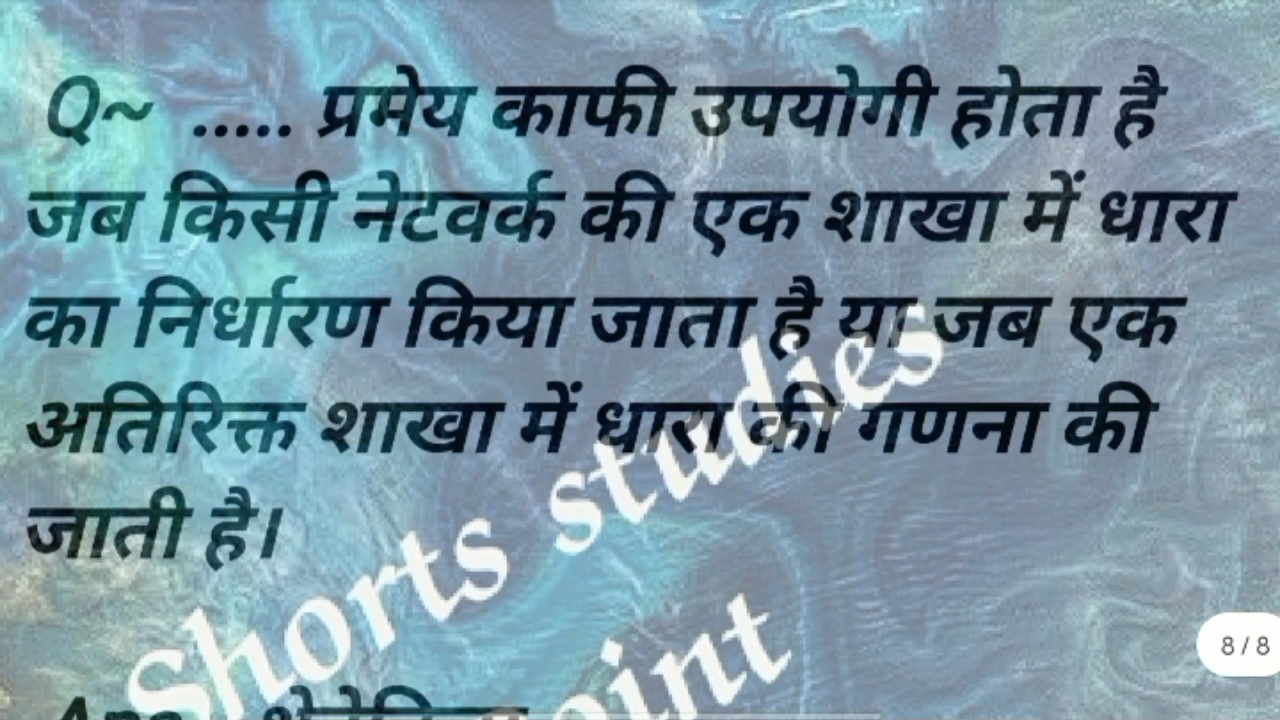 Q~ ..... प्रमेय काफी उपयोगी होता है
जब किसी नेटवर्क की एक शाखा में धारा
का निर्धारण किया जाता है या जब एक
अतिरिक्त शाखा में धारा की गणना की
जाती है।
Shorts studies
8/8